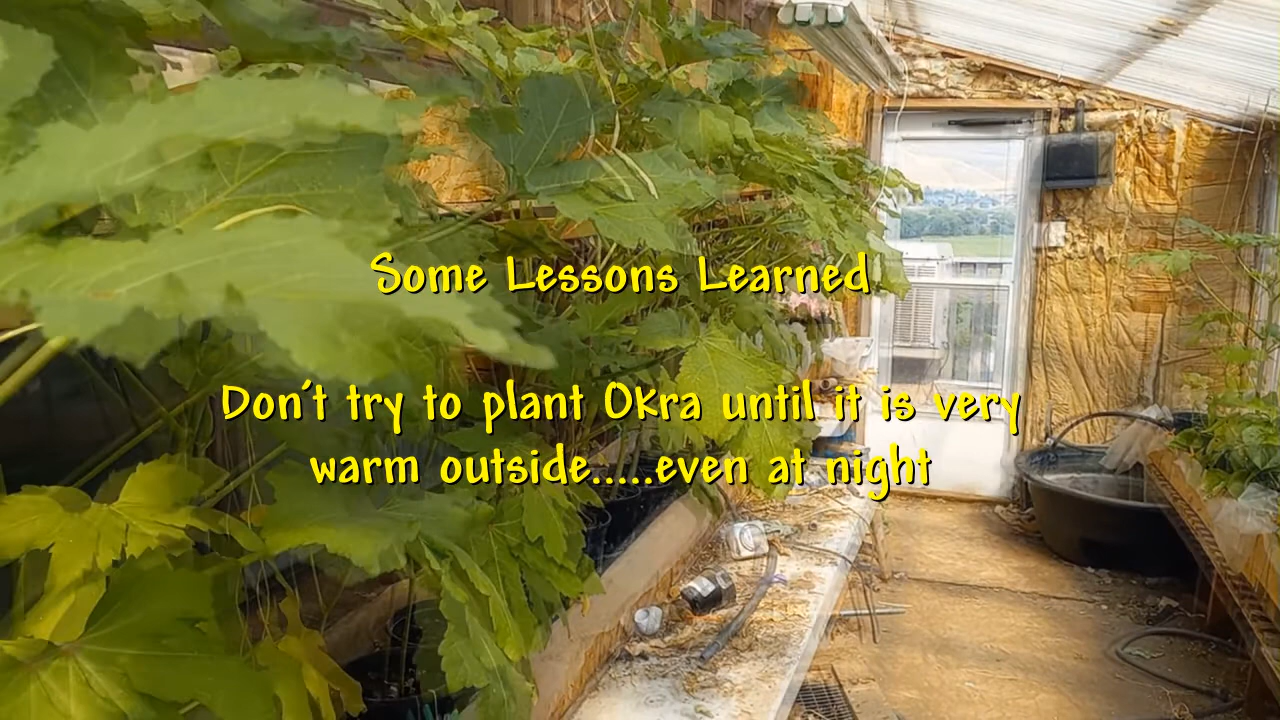 Some Lessons Learned
Don't try to plant Okra until it is very
warm outside.....even at night